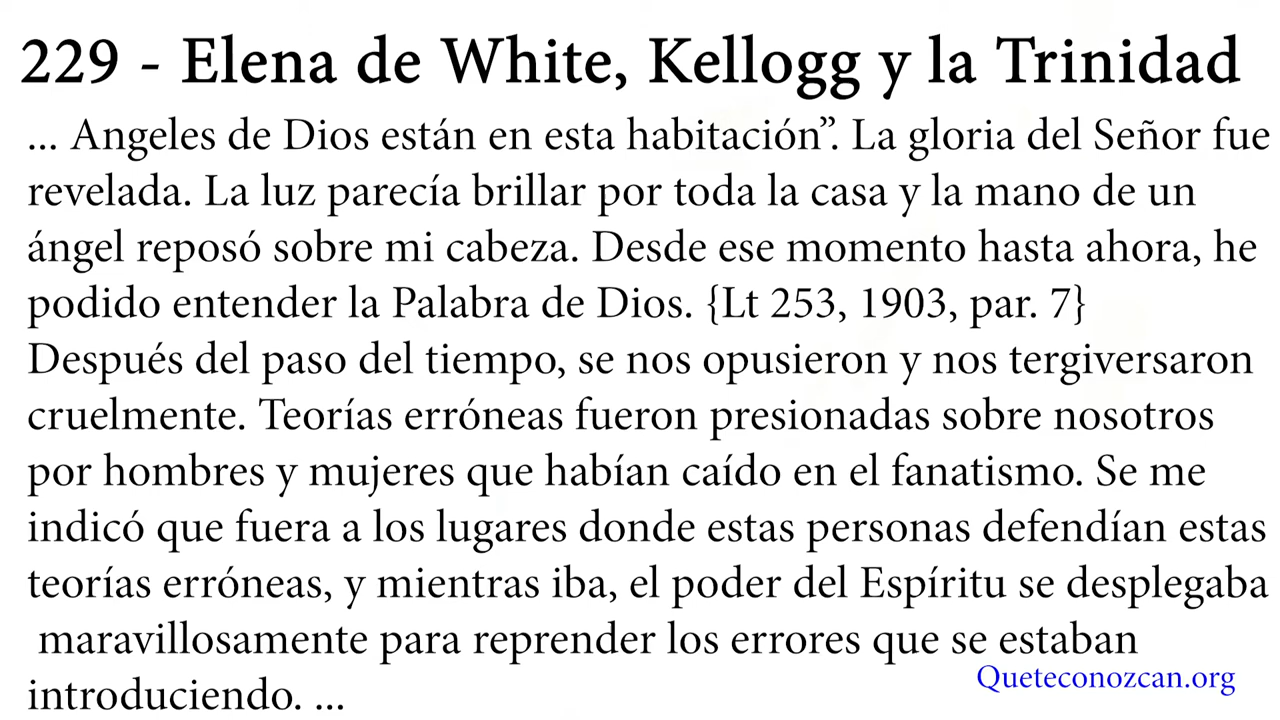 229 - Elena de White, Kellogg y la Trinidad
... Angeles de Dios están en esta habitación”. La gloria del Señor fue
revelada. La luz parecía brillar por toda la casa y la mano de un
ángel reposó sobre mi cabeza. Desde ese momento hasta ahora, he
podido entender la Palabra de Dios. {Lt 253, 1903, par. 7}
Después del paso del tiempo, se nos opusieron y nos tergiversaron
cruelmente. Teorías erróneas fueron presionadas sobre nosotros
por hombres y mujeres que habían caído en el fanatismo. Se me
indicó que fuera a los lugares donde estas personas defendían estas
teorías erróneas, y mientras iba, el poder del Espíritu se desplegaba
maravillosamente para reprender los errores que se estaban
introduciendo. ...
Queteconozcan.org